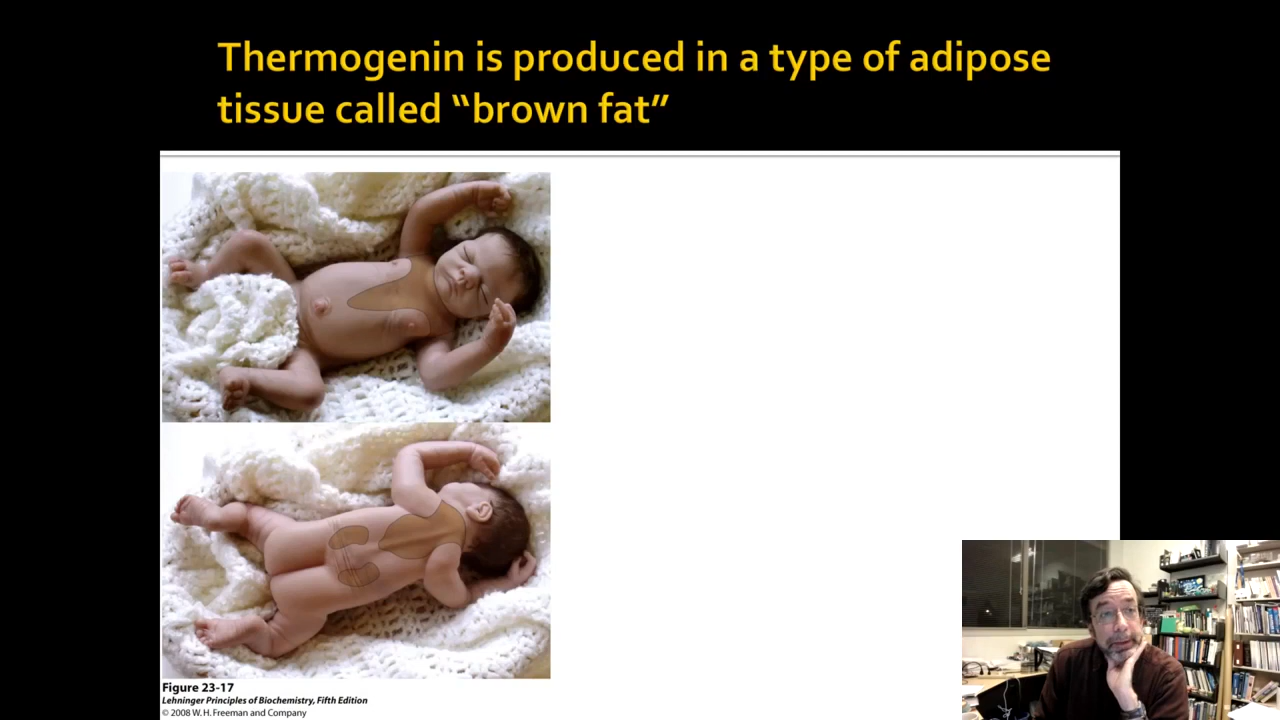 Thermogenin is produced in a type of adipose
tissue called “brown fat”
Figure 23-17
Lehninger Principles of Biochemistry, Fifth Edition
© 2008 W. H. Freeman and Company